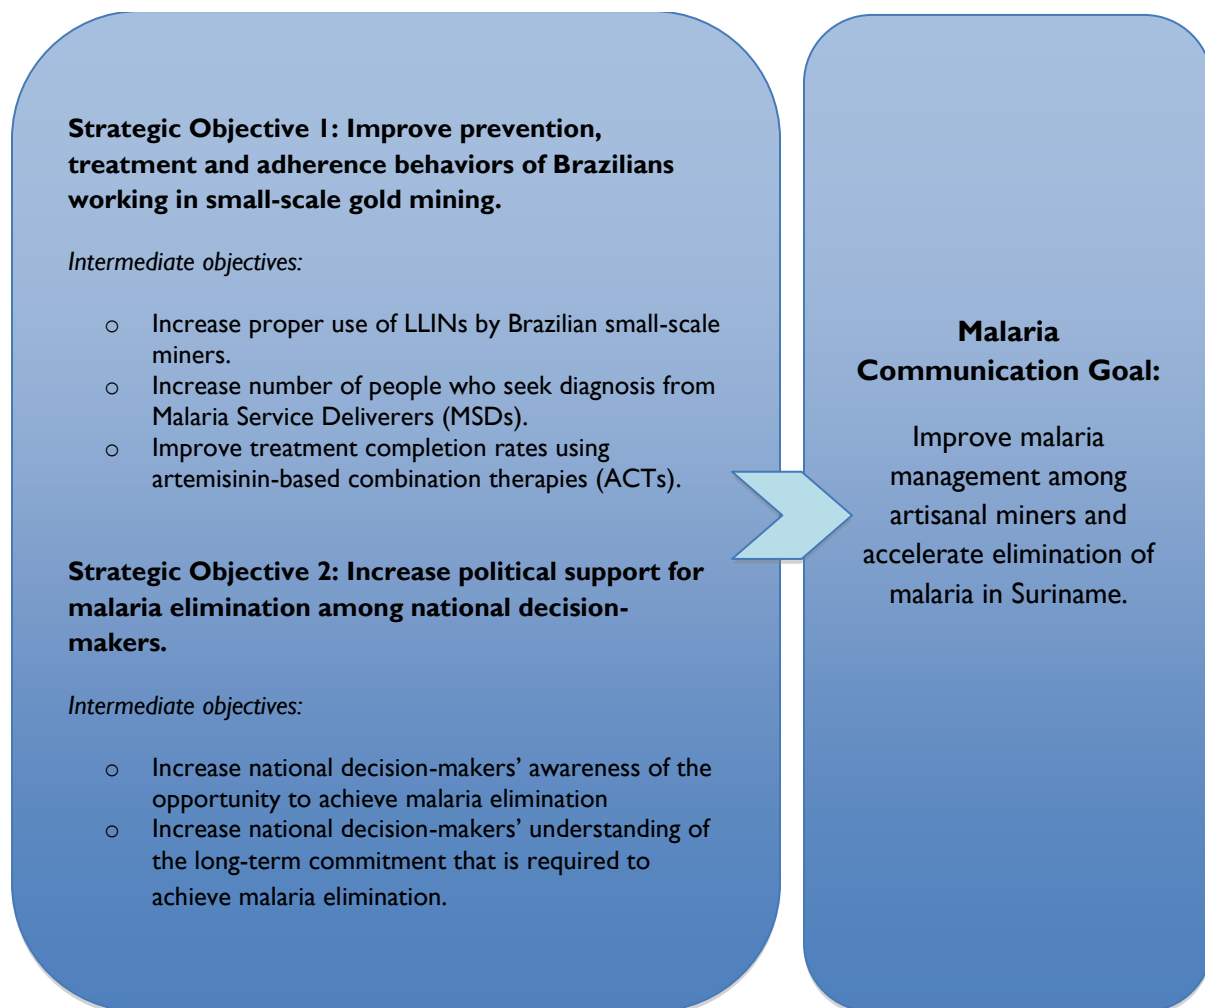 Strategic Objective 1: Improve prevention,
treatment and adherence behaviors of Brazilians
working in small-scale gold mining.
Intermediate objectives:
o Increase proper use of LLINs by Brazilian small-scale
miners.
o Increase number of people who seek diagnosis from
Malaria Service Deliverers (MSDs).
o Improve treatment completion rates using
artemisinin-based combination therapies (ACTs).
Strategic Objective 2: Increase political support for
malaria elimination among national decision-
makers.
Intermediate objectives:
o Increase national decision-makers’ awareness of the
opportunity to achieve malaria elimination
o Increase national decision-makers’ understanding of
the long-term commitment that is required to
achieve malaria elimination.
Malaria
Communication Goal:
Improve malaria
management among
artisanal miners and
accelerate elimination of
malaria in Suriname.